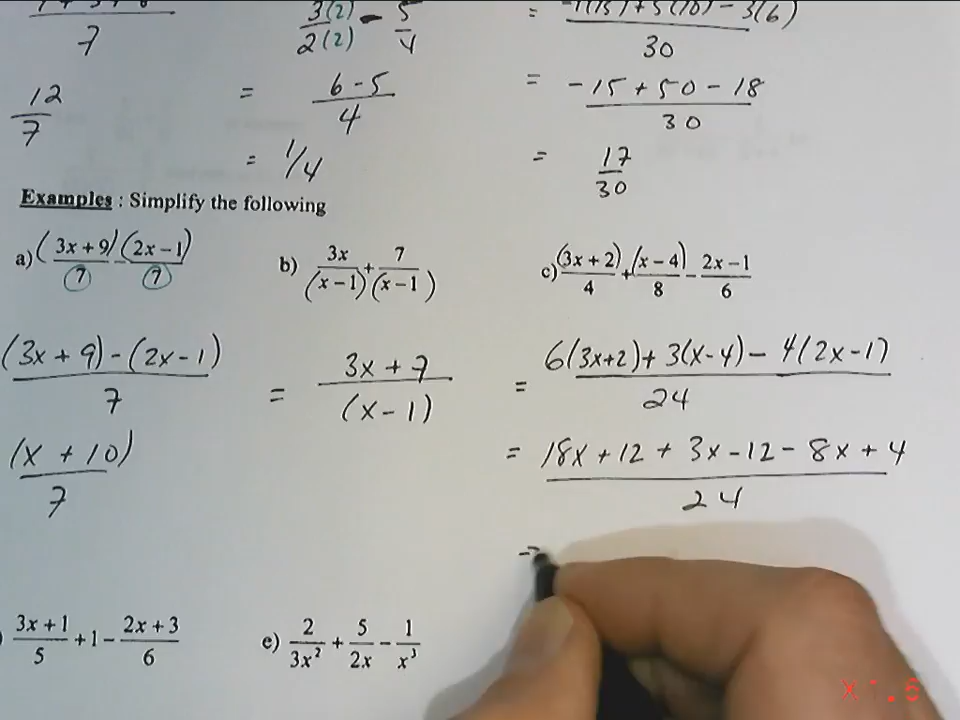 7
12
7
3(2) - 5
2(2) 4
= 6 - 5
4
= 1/4
=
30
= -15 + 50 - 18
30
= 17
30
Examples : Simplify the following
a) (3x + 9) - (2x - 1)
7 7
b) 3x + 7
(x - 1) (x - 1)
c) (3x + 2) + (x - 4) - 2x - 1
4 8 6
(3x + 9) - (2x - 1)
7
(x + 10)
7
= 3x + 7
(x - 1)
= 6(3x+2) + 3(x-4) - 4(2x-1)
24
= 18x + 12 + 3x - 12 - 8x + 4
24
) 3x + 1 + 1 - 2x + 3
5 6
e) 2 + 5 - 1
3x² 2x x³
X 1.6